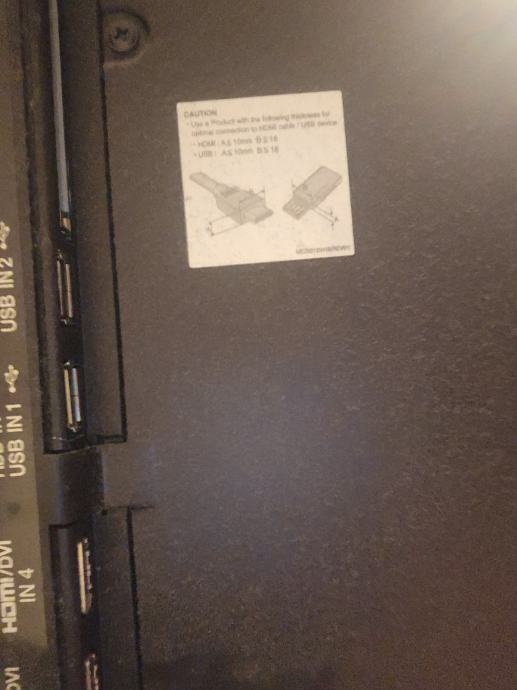 CAUTION
• Use a Product with the following thickness for
optimal connection to HDMI cable / USB device
- HDMI : A≤ 10mm B≤18
- USB : A≤ 10mm B≤18
USB IN 2
USB IN 1
HDMI/DVI
IN 4
DVI